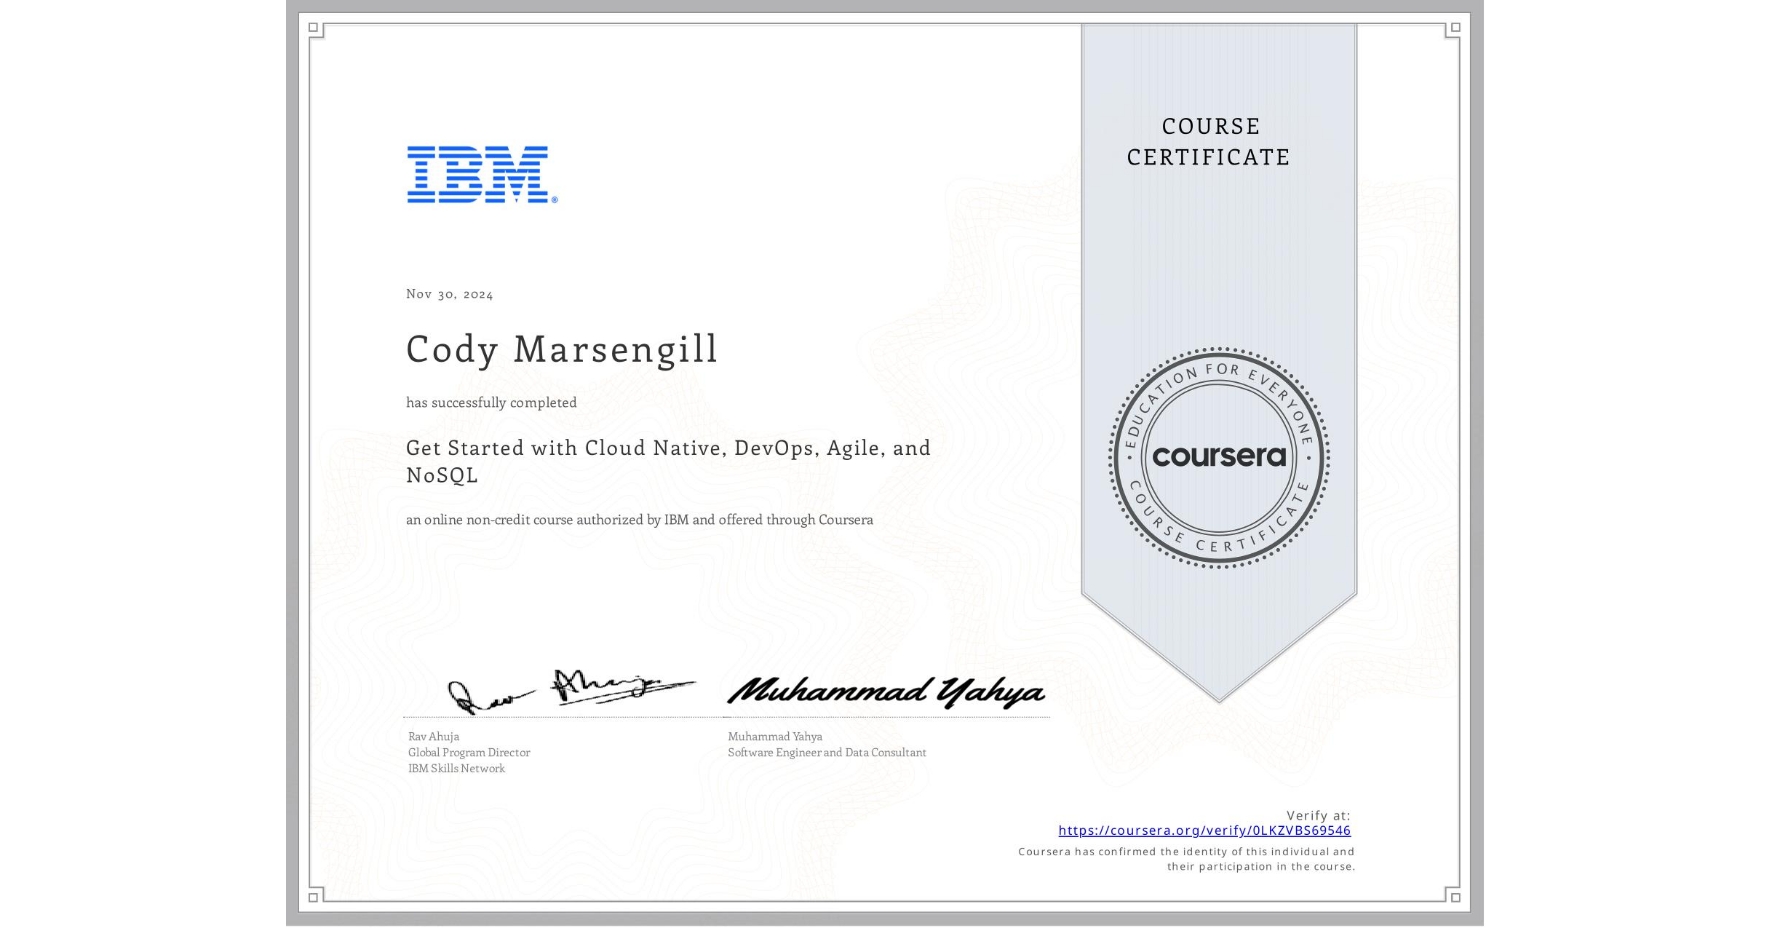 IBM®
COURSE
CERTIFICATE
Nov 30, 2024
Cody Marsengill
has successfully completed
Get Started with Cloud Native, DevOps, Agile, and
NoSQL
an online non-credit course authorized by IBM and offered through Coursera
EDUCATION FOR EVERYONE
coursera
COURSE CERTIFICATE
Rav Ahuja
Muhammad Yahya
Rav Ahuja
Global Program Director
IBM Skills Network
Muhammad Yahya
Software Engineer and Data Consultant
Verify at:
https://coursera.org/verify/0LKZVBS69546
Coursera has confirmed the identity of this individual and
their participation in the course.